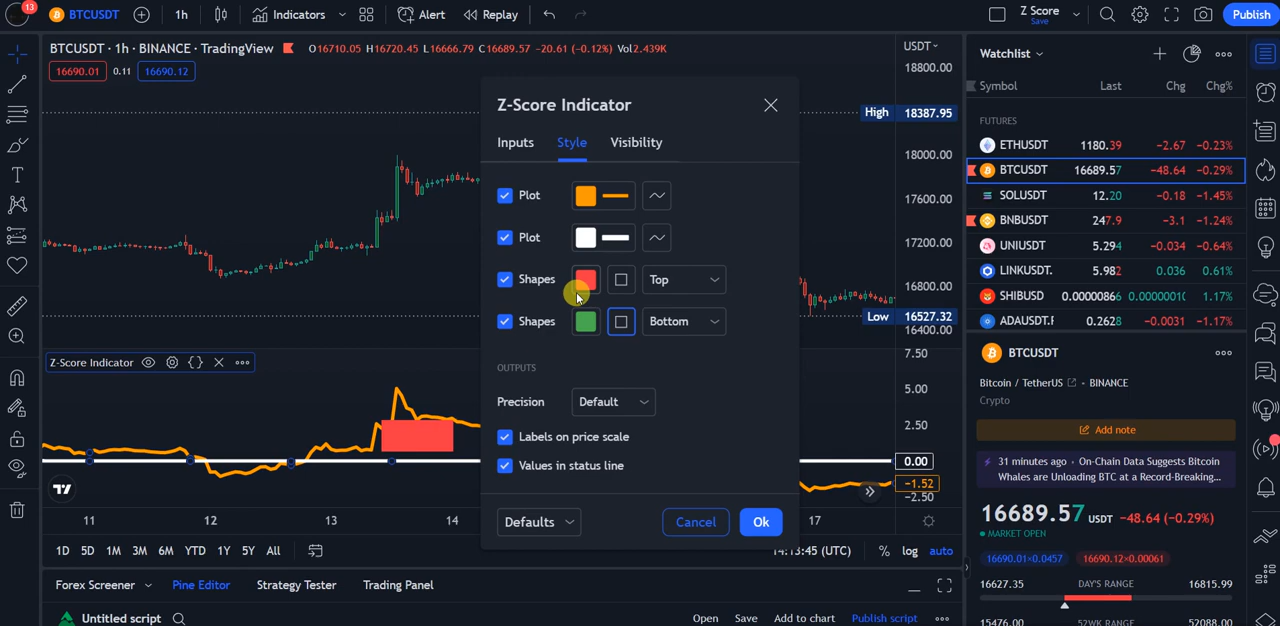 13
BTCUSDT 1h Indicators Alert Replay Z Score Save Publish
BTCUSDT · 1h · BINANCE · TradingView O16710.05 H16720.45 L16666.79 C16689.57 -20.61 (-0.12%) Vol2.439K
16690.01 0.11 16690.12
USDT
18800.00
High 18387.95
18000.00
17600.00
17200.00
16800.00
Low 16527.32
16400.00
Z-Score Indicator
7.50
5.00
2.50
0.00
-1.52
-2.50
11 12 13 14 17
1D 5D 1M 3M 6M YTD 1Y 5Y All 14:13:45 (UTC) % log auto
Forex Screener Pine Editor Strategy Tester Trading Panel
Untitled script Open Save Add to chart Publish script
Z-Score Indicator
Inputs Style Visibility
Plot
Plot
Shapes Top
Shapes Bottom
OUTPUTS
Precision Default
Labels on price scale
Values in status line
Defaults Cancel Ok
Watchlist
Symbol Last Chg Chg%
FUTURES
ETHUSDT 1180.39 -2.67 -0.23%
BTCUSDT 16689.57 -48.64 -0.29%
SOLUSDT 12.20 -0.18 -1.45%
BNBUSDT 247.9 -3.1 -1.24%
UNIUSDT 5.294 -0.034 -0.64%
LINKUSDT. 5.982 0.036 0.61%
SHIBUSD 0.0000086 0.0000001 1.17%
ADAUSDT.F 0.2628 -0.0031 -1.17%
BTCUSDT
Bitcoin / TetherUS • BINANCE
Crypto
Add note
31 minutes ago · On-Chain Data Suggests Bitcoin
Whales are Unloading BTC at a Record-Breaking...
16689.57 USDT -48.64 (-0.29%)
MARKET OPEN
16690.01×0.0457 16690.12×0.00061
16627.35 DAY'S RANGE 16815.99
15476.00 52WK RANGE 52088.00